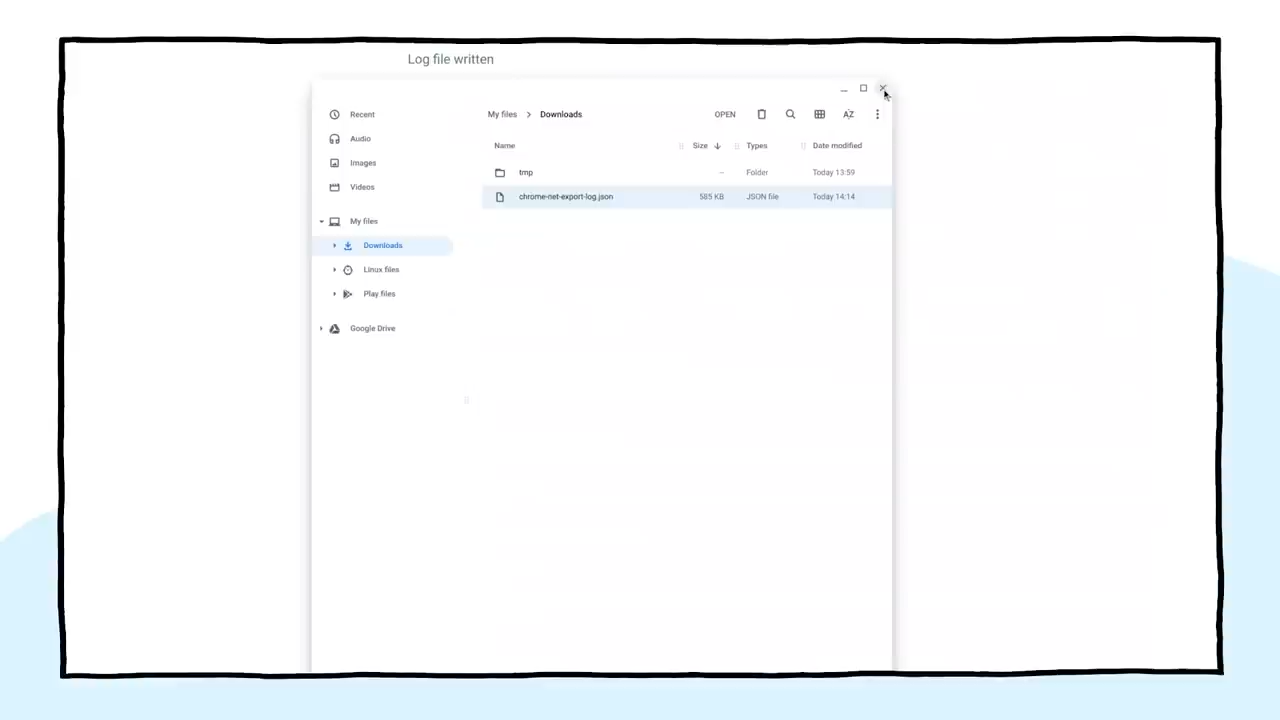 Log file written
Recent
Audio
Images
Videos
My files
Downloads
Linux files
Play files
Google Drive
My files > Downloads
OPEN
AZ
Name Size Types Date modified
tmp -- Folder Today 13:59
chrome-net-export-log.json 585 KB JSON file Today 14:14